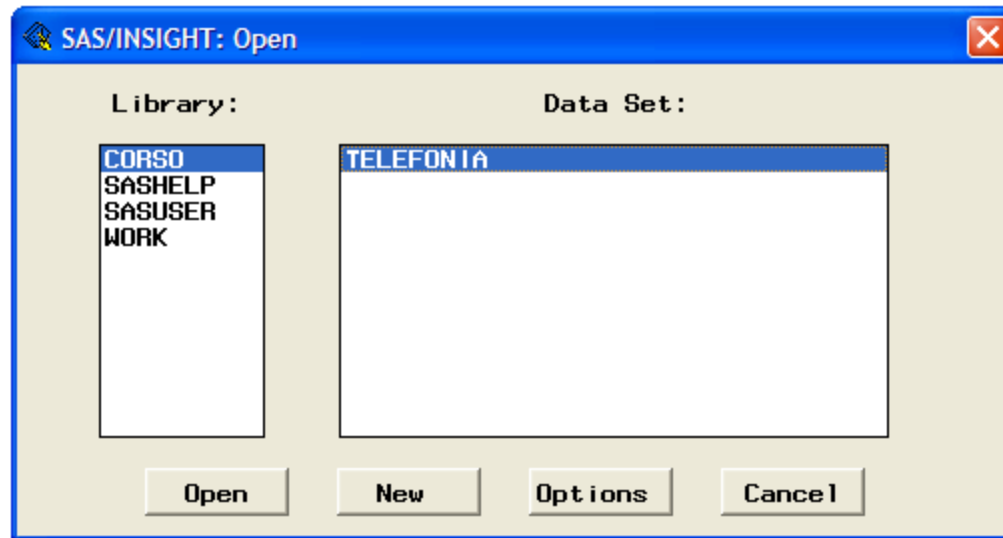 SAS/INSIGHT: Open
Library: Data Set:
CORSO TELEFONIA
SASHELP
SASUSER
WORK
Open New Options Cancel